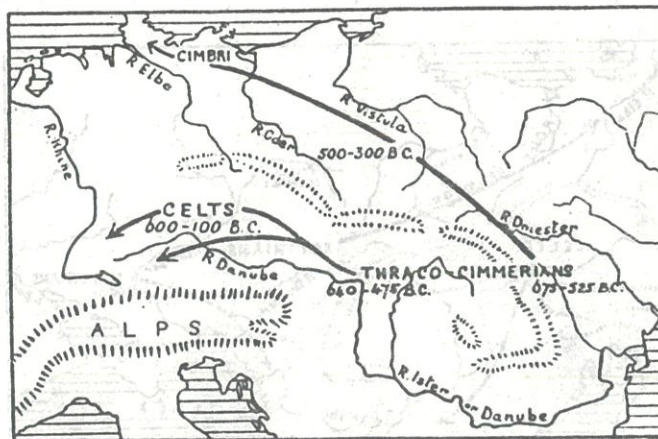 CIMBRI
R Elbe
R Vistula
R Oder
500-300 B.C.
R. Rhine
CELTS
600-100 B.C.
R Dniester
R Danube
THRACO-CIMMERIANS
640-475 B.C.
675-525 B.C.
ALPS
R. Ister or Danube